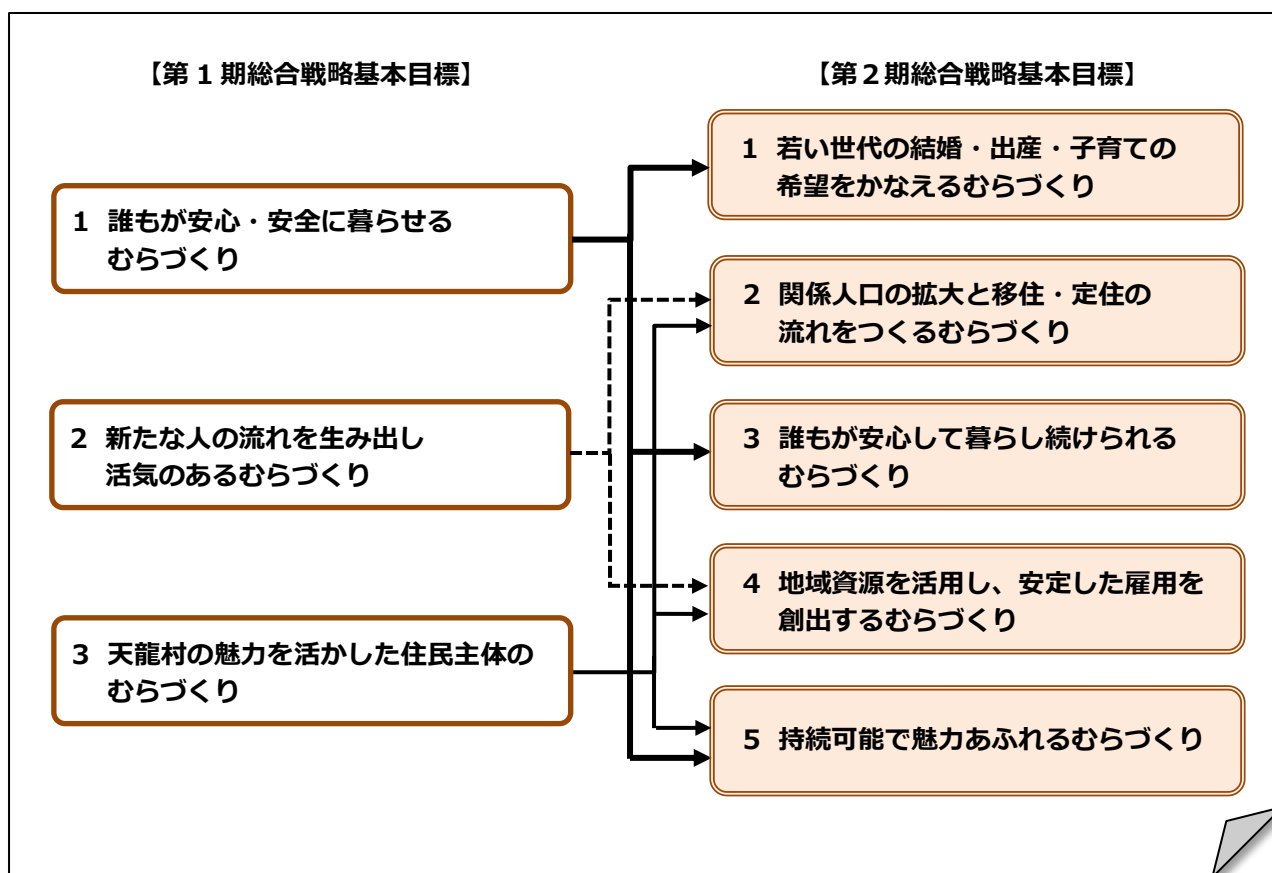 【第1期総合戦略基本目標】
1 誰もが安心・安全に暮らせる
むらづくり
2 新たな人の流れを生み出し
活気のあるむらづくり
3 天龍村の魅力を活かした住民主体の
むらづくり
【第2期総合戦略基本目標】
1 若い世代の結婚・出産・子育ての
希望をかなえるむらづくり
2 関係人口の拡大と移住・定住の
流れをつくるむらづくり
3 誰もが安心して暮らし続けられる
むらづくり
4 地域資源を活用し、安定した雇用を
創出するむらづくり
5 持続可能で魅力あふれるむらづくり